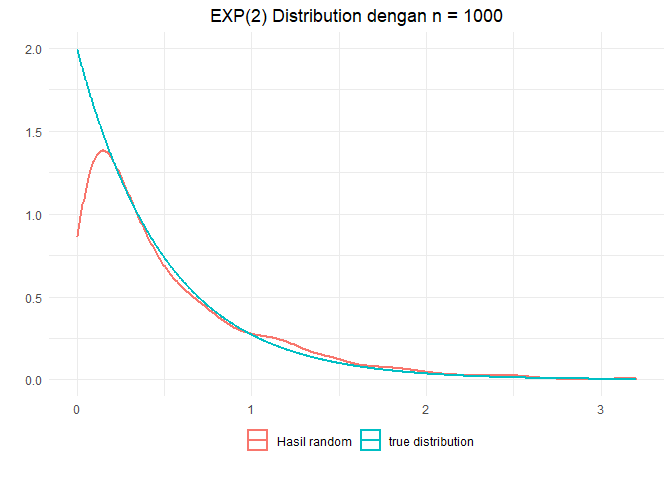 EXP(2) Distribution dengan n = 1000
2.0
1.5
1.0
0.5
0.0
0 1 2 3
Hasil random true distribution